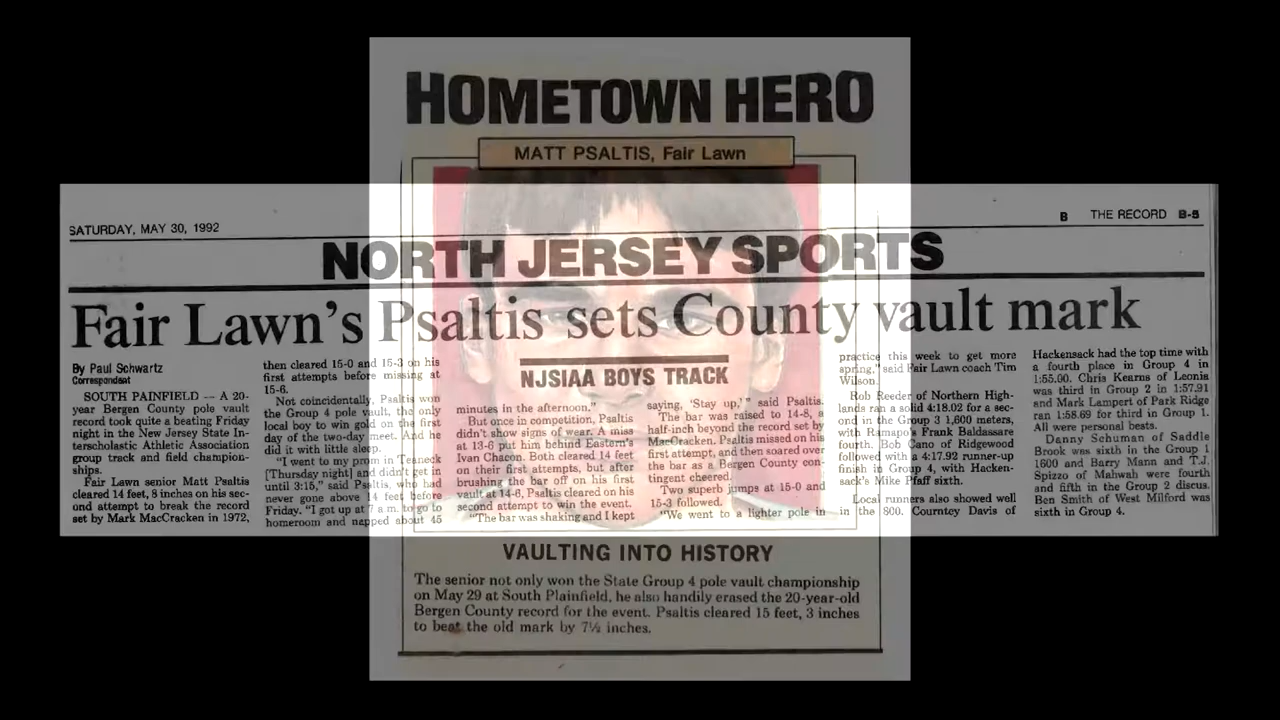 HOMETOWN HERO
MATT PSALTIS, Fair Lawn
SATURDAY, MAY 30, 1992
B THE RECORD B-5
NORTH JERSEY SPORTS
Fair Lawn's Psaltis sets County vault mark
By Paul Schwartz
Correspondent
SOUTH PAINFIELD — A 20-
year Bergen County pole vault
record took quite a beating Friday
night in the New Jersey State In-
terscholastic Athletic Association
group track and field champion-
ships.
Fair Lawn senior Matt Psaltis
cleared 14 feet, 8 inches on his sec-
ond attempt to break the record
set by Mark MacCracken in 1972,
then cleared 15-0 and 15-3 on his
first attempts before missing at
15-6.
Not coincidentally, Psaltis won
the Group 4 pole vault, the only
local boy to win gold on the first
day of the two-day meet. And he
did it with little sleep.
"I went to my prom in Teaneck
[Thursday night] and didn't get in
until 3:15," said Psaltis, who had
never gone above 14 feet before
Friday. "I got up at 7 a.m. to go to
homeroom and napped about 45
NJSIAA BOYS TRACK
minutes in the afternoon."
But once in competition, Psaltis
didn't show signs of wear. A miss
at 13-6 put him behind Eastern's
Ivan Chacon. Both cleared 14 feet
on their first attempts, but after
brushing the bar off on his first
vault at 14-6, Psaltis cleared on his
second attempt to win the event.
"The bar was shaking and I kept
saying, 'Stay up,' " said Psaltis.
The bar was raised to 14-8, a
half-inch beyond the record set by
MacCracken. Psaltis missed on his
first attempt, and then soared over
the bar as a Bergen County con-
tingent cheered.
Two superb jumps at 15-0 and
15-3 followed.
"We went to a lighter pole in
practice this week to get more
spring," said Fair Lawn coach Tim
Wilson.
Rob Reeder of Northern High-
lands ran a solid 4:18.02 for a sec-
ond in the Group 3 1,600 meters,
with Ramapo's Frank Baldassare
fourth. Bob Cano of Ridgewood
followed with a 4:17.92 runner-up
finish in Group 4, with Hacken-
sack's Mike Pfaff sixth.
Local runners also showed well
in the 800. Courntey Davis of
Hackensack had the top time with
a fourth place in Group 4 in
1:55.00. Chris Kearns of Leonia
was third in Group 2 in 1:57.91
and Mark Lampert of Park Ridge
ran 1:58.69 for third in Group 1.
All were personal bests.
Danny Schuman of Saddle
Brook was sixth in the Group 1
1600 and Barry Mann and T.J.
Spizzo of Mahwah were fourth
and fifth in the Group 2 discus.
Ben Smith of West Milford was
sixth in Group 4.
VAULTING INTO HISTORY
The senior not only won the State Group 4 pole vault championship
on May 29 at South Plainfield, he also handily erased the 20-year-old
Bergen County record for the event. Psaltis cleared 15 feet, 3 inches
to beat the old mark by 7½ inches.